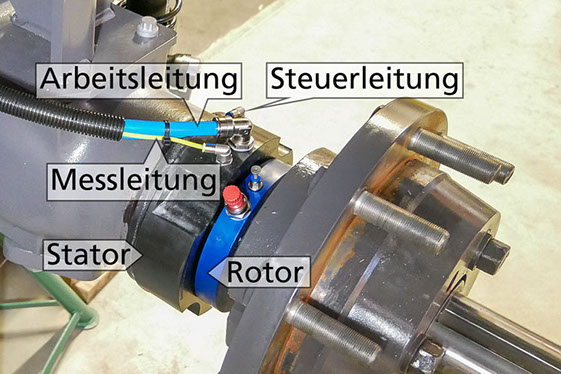 Arbeitsleitung
Steuerleitung
Messleitung
Stator
Rotor